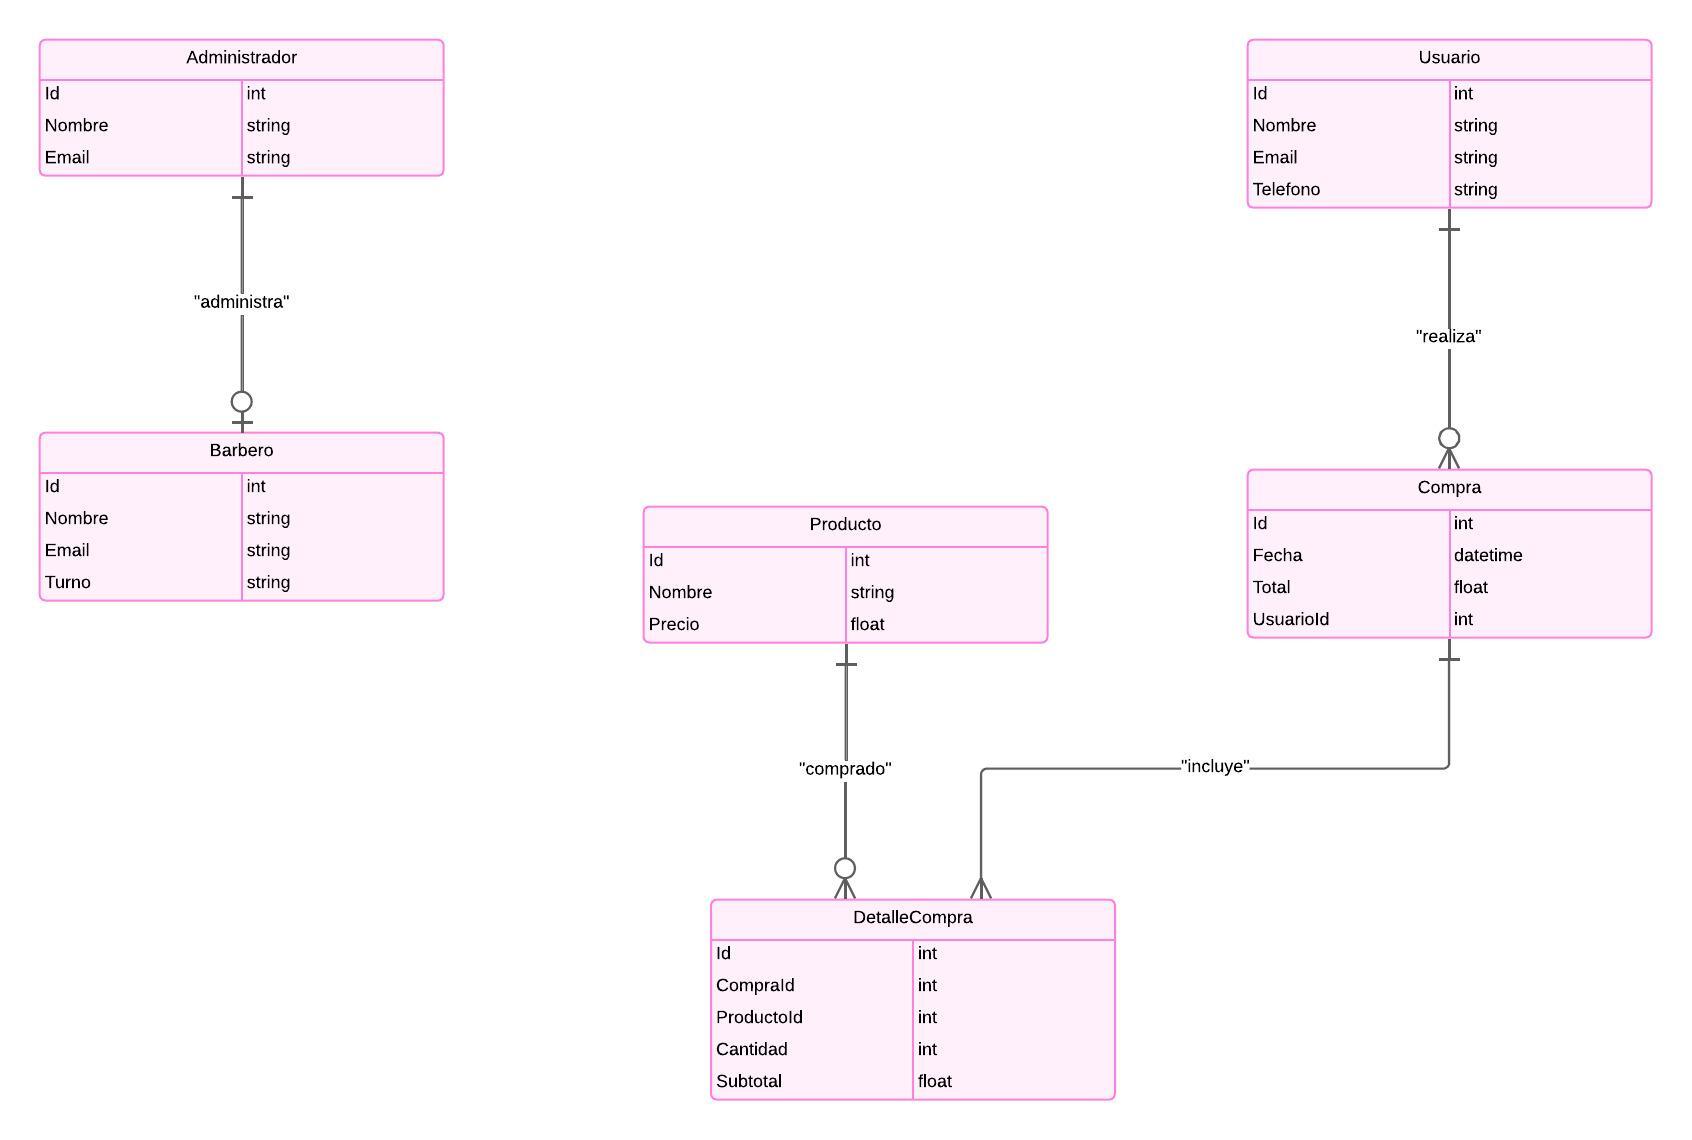 Administrador
Id int
Nombre string
Email string
"administra"
Barbero
Id int
Nombre string
Email string
Turno string
Producto
Id int
Nombre string
Precio float
"comprado"
Usuario
Id int
Nombre string
Email string
Telefono string
"realiza"
Compra
Id int
Fecha datetime
Total float
UsuarioId int
"incluye"
DetalleCompra
Id int
CompraId int
ProductoId int
Cantidad int
Subtotal float